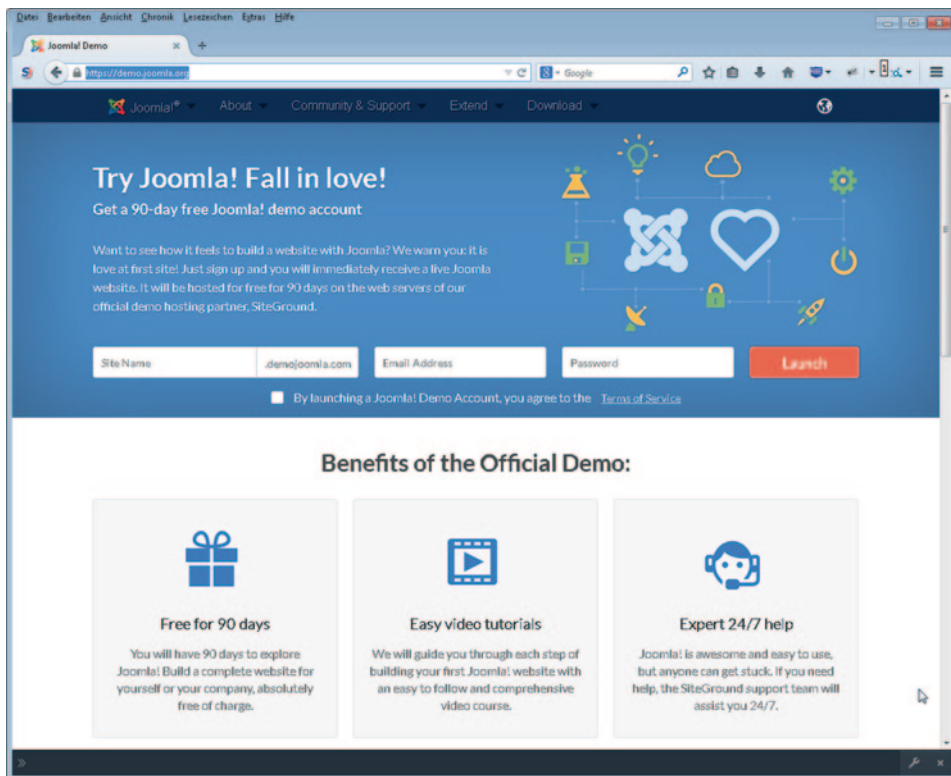 Datei Bearbeiten Ansicht Chronik Lesezeichen Extras Hilfe
Joomla! Demo
https://demo.joomla.org
Google
Joomla!® About Community & Support Extend Download
Try Joomla! Fall in love!
Get a 90-day free Joomla! demo account
Want to see how it feels to build a website with Joomla? We warn you: it is
love at first site! Just sign up and you will immediately receive a live Joomla
website. It will be hosted for free for 90 days on the web servers of our
official demo hosting partner, SiteGround.
Site Name .demojoomla.com Email Address Password Launch
By launching a Joomla! Demo Account, you agree to the Terms of Service
Benefits of the Official Demo:
Free for 90 days
You will have 90 days to explore
Joomla! Build a complete website for
yourself or your company, absolutely
free of charge.
Easy video tutorials
We will guide you through each step of
building your first Joomla! website with
an easy to follow and comprehensive
video course.
Expert 24/7 help
Joomla! is awesome and easy to use,
but anyone can get stuck. If you need
help, the SiteGround support team will
assist you 24/7.